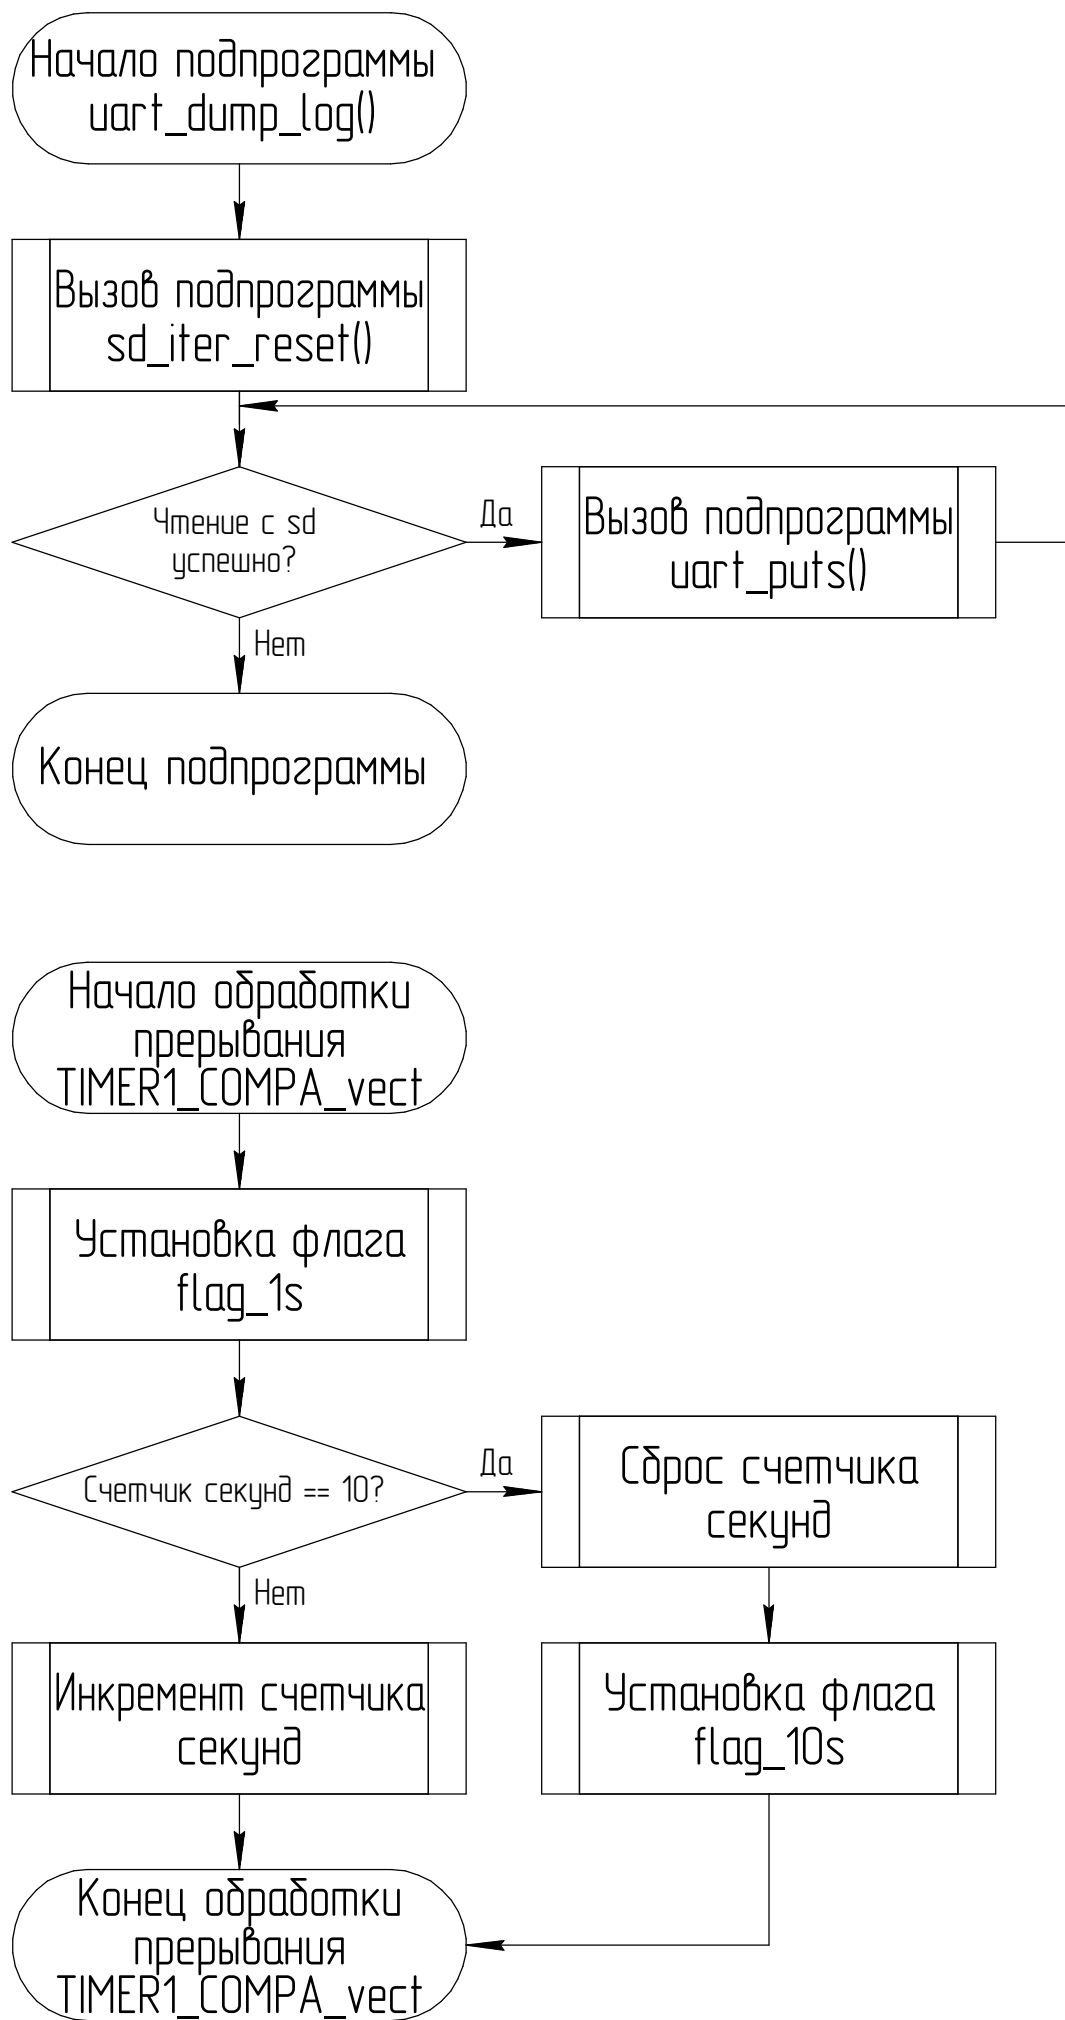 Начало подпрограммы
uart_dump_log()
Вызов подпрограммы
sd_iter_reset()
Чтение с sd
успешно?
Да
Вызов подпрограммы
uart_puts()
Нет
Конец подпрограммы
Начало обработки
прерывания
TIMER1_COMPA_vect
Установка флага
flag_1s
Счетчик секунд == 10?
Да
Сброс счетчика
секунд
Нет
Инкремент счетчика
секунд
Установка флага
flag_10s
Конец обработки
прерывания
TIMER1_COMPA_vect